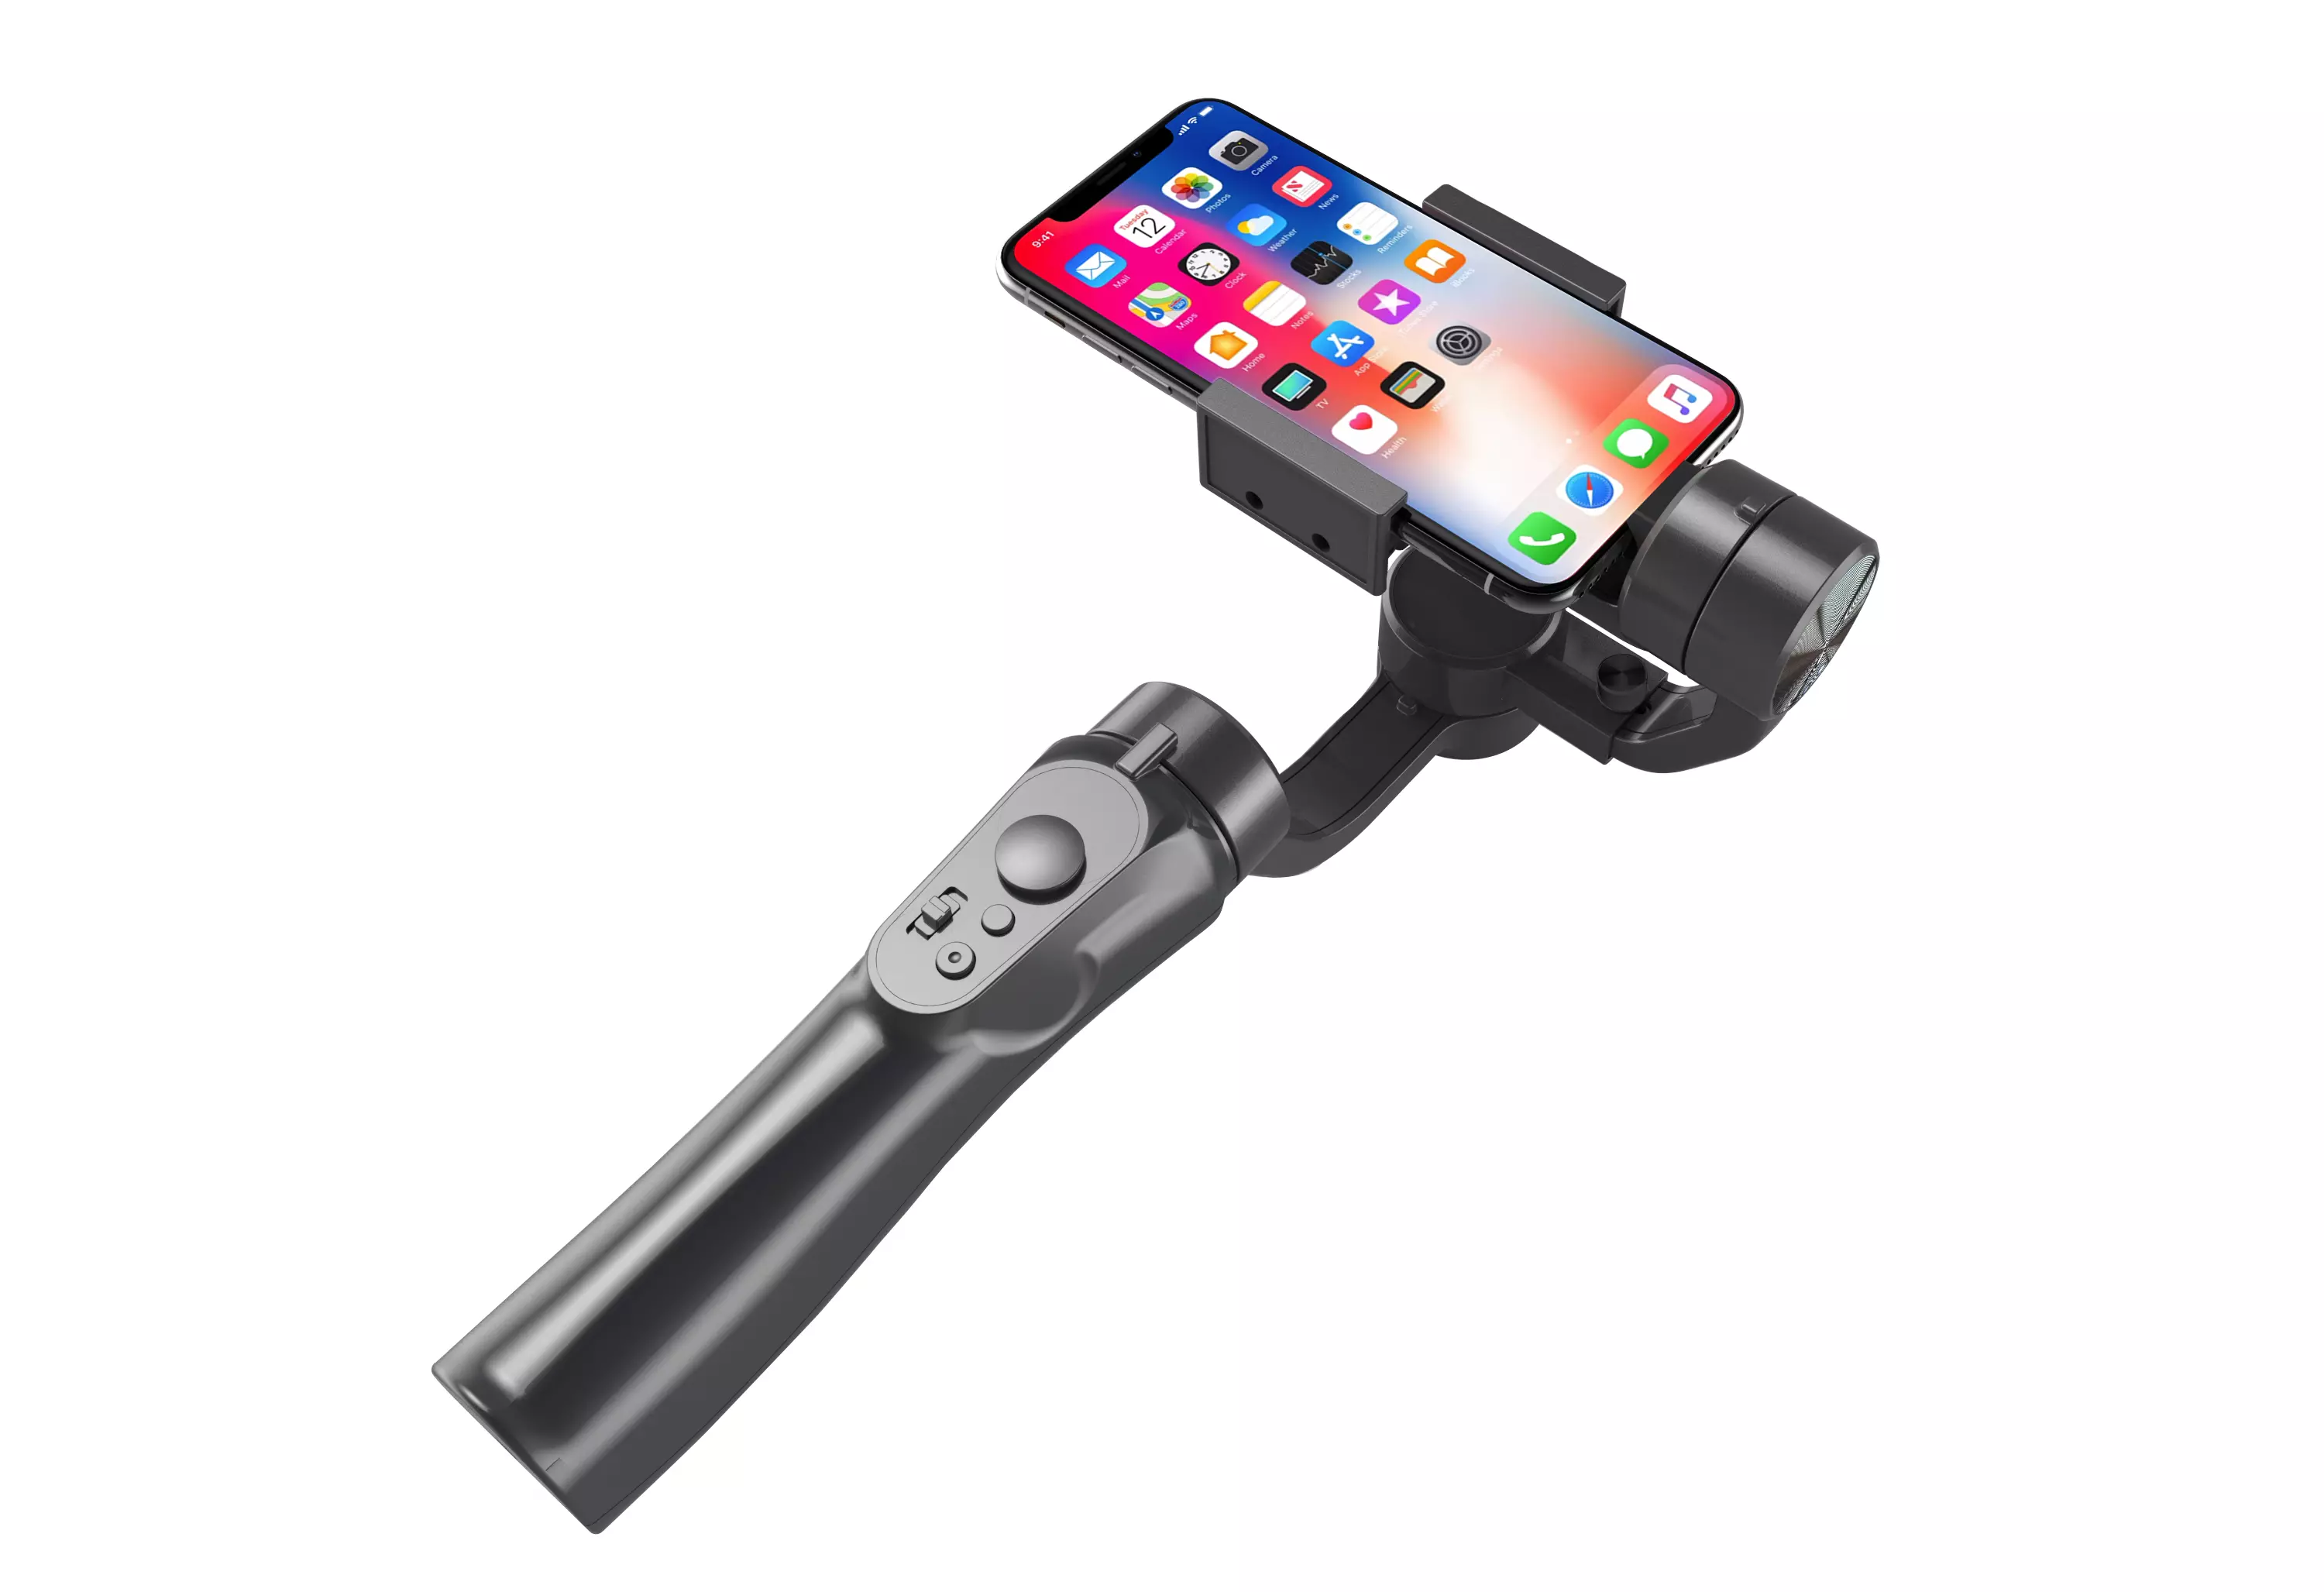 9:41
Mail
Tuesday
12
Calendar
Photos
Camera
Maps
Clock
Weather
News
Home
Notes
Stocks
Reminders
TV
App Store
iTunes Store
iBooks
Health
Wallet
Settings